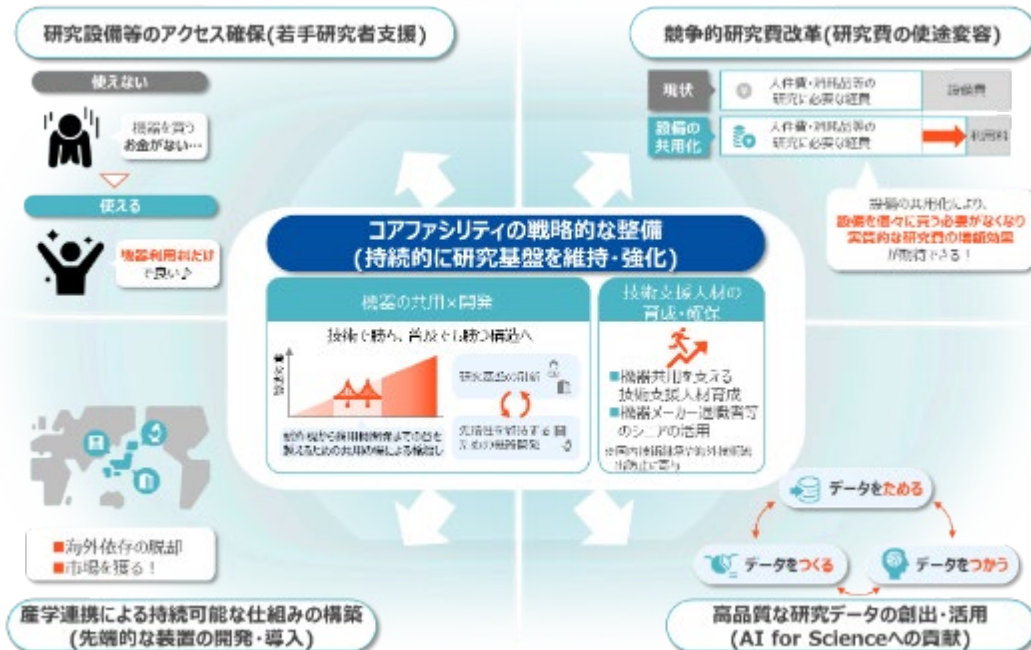 研究設備等のアクセス確保(若手研究者支援)
使えない
機器を買う
お金がない…
使える
機器利用料だけ
で良い♪
競争的研究費改革(研究費の使途変容)
現状
人件費・消耗品等の
研究に必要な経費
設備費
設備の
共用化
人件費・消耗品等の
研究に必要な経費
利用料
設備の共用化により、
設備を個々に買う必要がなくなり
実質的な研究費の増額効果
が期待できる!
コアファシリティの戦略的な整備
(持続的に研究基盤を維持・強化)
機器の共用×開発
技術で勝ち、普及でも勝つ構造へ
研究基盤の刷新
先端性を維持する
ための機器開発
技術支援人材の
育成・確保
■機器共用を支える
技術支援人材育成
■機器メーカー退職者等
のシニアの活用
■海外依存の脱却
■市場を獲る!
産学連携による持続可能な仕組みの構築
(先端的な装置の開発・導入)
データをためる
データをつくる
データをつかう
高品質な研究データの創出・活用
(AI for Scienceへの貢献)